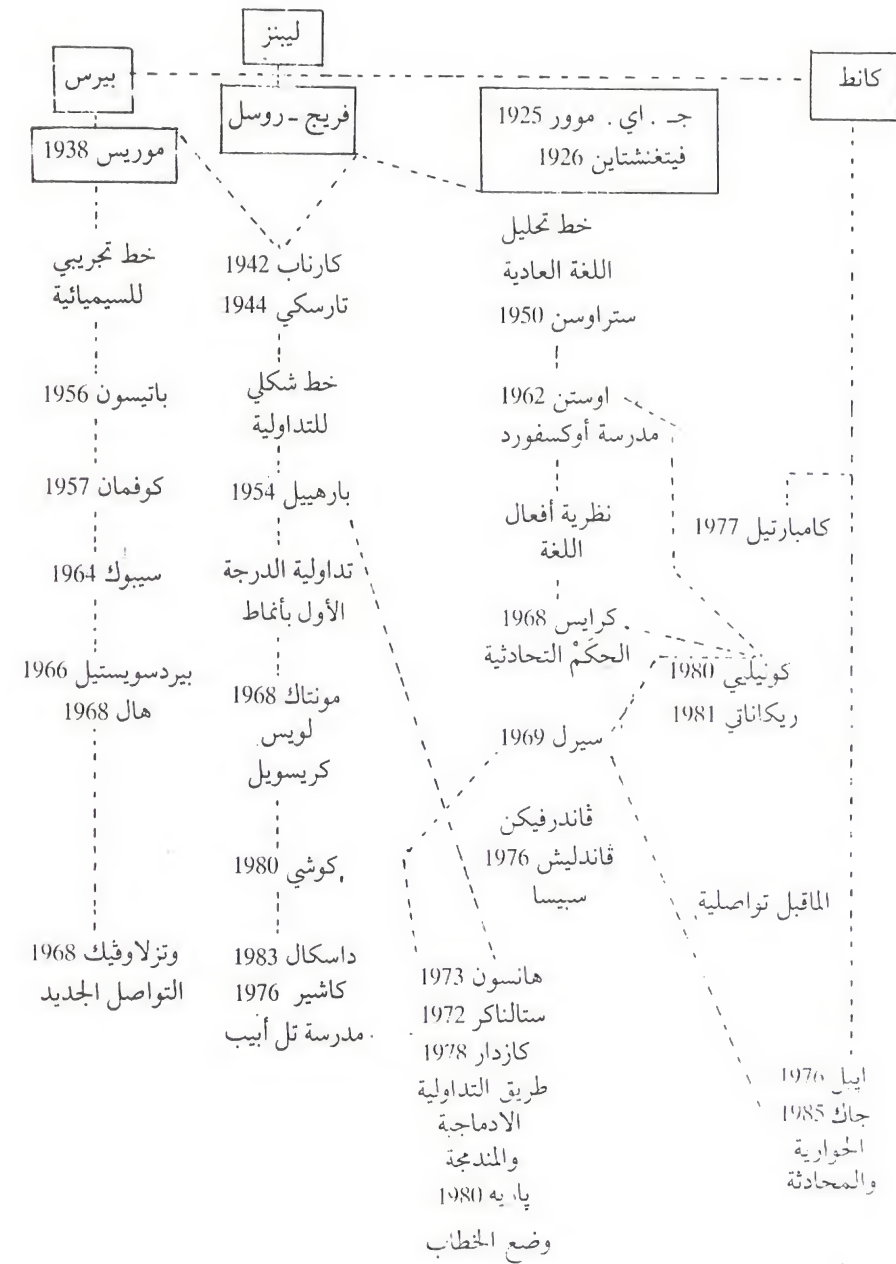 ليبنز
بيرس
كانط
فريج - روسل
جـ . اي . موور 1925
فيتغنشتاين 1926
موريس 1938
خط تجريبي
للسيميائية
باتيسون 1956
كوفمان 1957
سيبوك 1964
بيردسويستيل 1966
هال 1968
وتزلاوڤيك 1968
التواصل الجديد
كارناب 1942
تارسكي 1944
خط شكلي
للتداولية
بارهييل 1954
تداولية الدرجة
الأول بأنماط
مونتاك 1968
لويس
كريسويل
كوشي 1980
داسكال 1983
كاشير 1976
مدرسة تل أبيب
خط تحليل
اللغة العادية
ستراوسن 1950
اوستن 1962
مدرسة أوكسفورد
نظرية أفعال
اللغة
كرايس 1968
الحكَمْ التحادثية
سيرل 1969
ڤاندرفيكن
ڤاندليش 1976
سبيسا
هانسون 1973
ستالناكر 1972
كازدار 1978
طريق التداولية
الادماجية
والمندمجة
پاريه 1980
وضع الخطاب
كامبارتيل 1977
كونيليي 1980
ريكاناتي 1981
الماقبل تواصلية
ايبل 1976
جاك 1985
الحوارية
والمحادثة